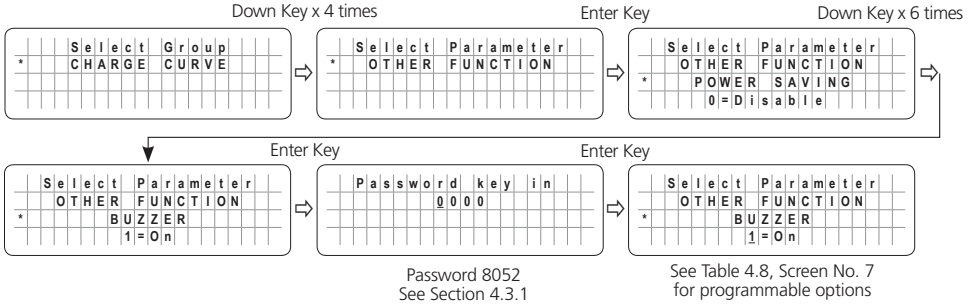 Down Key x 4 times
Enter Key
Down Key x 6 times
Select Group
* CHARGE CURVE
Select Parameter
* OTHER FUNCTION
Select Parameter
OTHER FUNCTION
* POWER SAVING
0=Disable
Enter Key
Enter Key
Select Parameter
OTHER FUNCTION
* BUZZER
1=On
Password key in
0000
Select Parameter
OTHER FUNCTION
* BUZZER
1=On
Password 8052
See Section 4.3.1
See Table 4.8, Screen No. 7
for programmable options